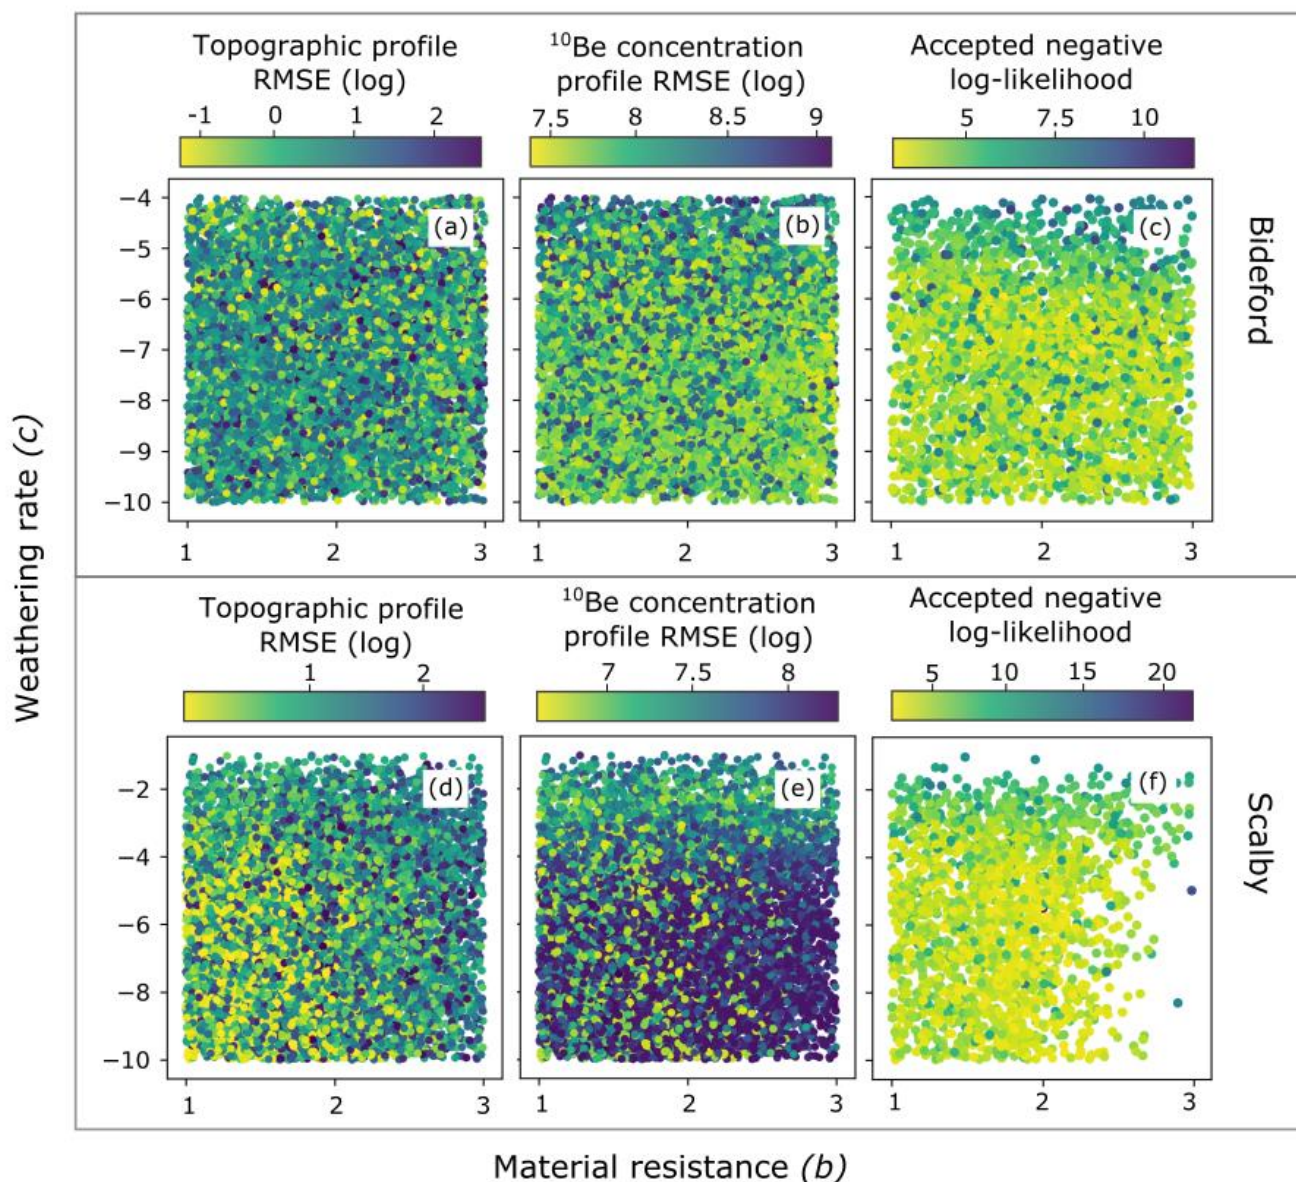 Topographic profile
RMSE (log)
-1 0 1 2
¹⁰Be concentration
profile RMSE (log)
7.5 8 8.5 9
Accepted negative
log-likelihood
5 7.5 10
−4
−5
−6
−7
−8
−9
−10
(a)
(b)
(c)
1 2 3
1 2 3
1 2 3
Bideford
Weathering rate (c)
Topographic profile
RMSE (log)
1 2
¹⁰Be concentration
profile RMSE (log)
7 7.5 8
Accepted negative
log-likelihood
5 10 15 20
−2
−4
−6
−8
−10
(d)
(e)
(f)
1 2 3
1 2 3
1 2 3
Scalby
Material resistance (b)